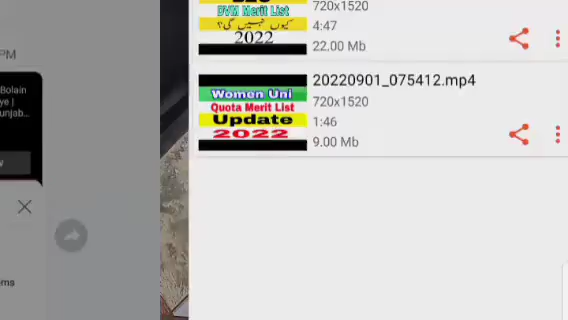 PM
Bolain
ye |
unjab...
w
ms
DVM Merit List
کیوں نہیں گی؟
2022
720x1520
4:47
22.00 Mb
Women Uni
Quota Merit List
Update
2022
20220901_075412.mp4
720x1520
1:46
9.00 Mb